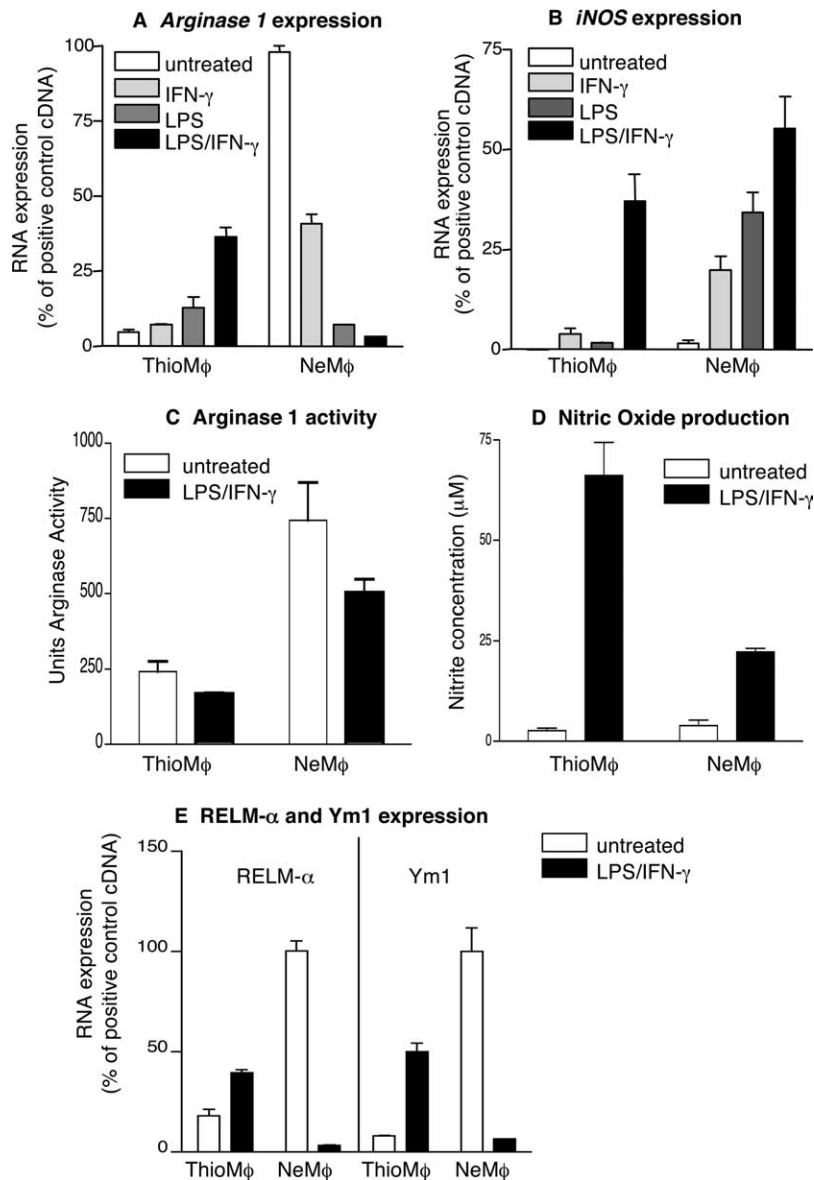 A Arginase 1 expression
RNA expression
(% of positive control cDNA)
100
75
50
25
0
untreated
IFN-γ
LPS
LPS/IFN-γ
ThioMϕ
NeMϕ
B iNOS expression
RNA expression
(% of positive control cDNA)
75
50
25
0
untreated
IFN-γ
LPS
LPS/IFN-γ
ThioMϕ
NeMϕ
C Arginase 1 activity
Units Arginase Activity
1000
750
500
250
0
untreated
LPS/IFN-γ
ThioMϕ
NeMϕ
D Nitric Oxide production
Nitrite concentration (μM)
75
50
25
0
untreated
LPS/IFN-γ
ThioMϕ
NeMϕ
E RELM-α and Ym1 expression
RNA expression
(% of positive control cDNA)
150
100
50
0
RELM-α
Ym1
untreated
LPS/IFN-γ
ThioMϕ
NeMϕ
ThioMϕ
NeMϕ